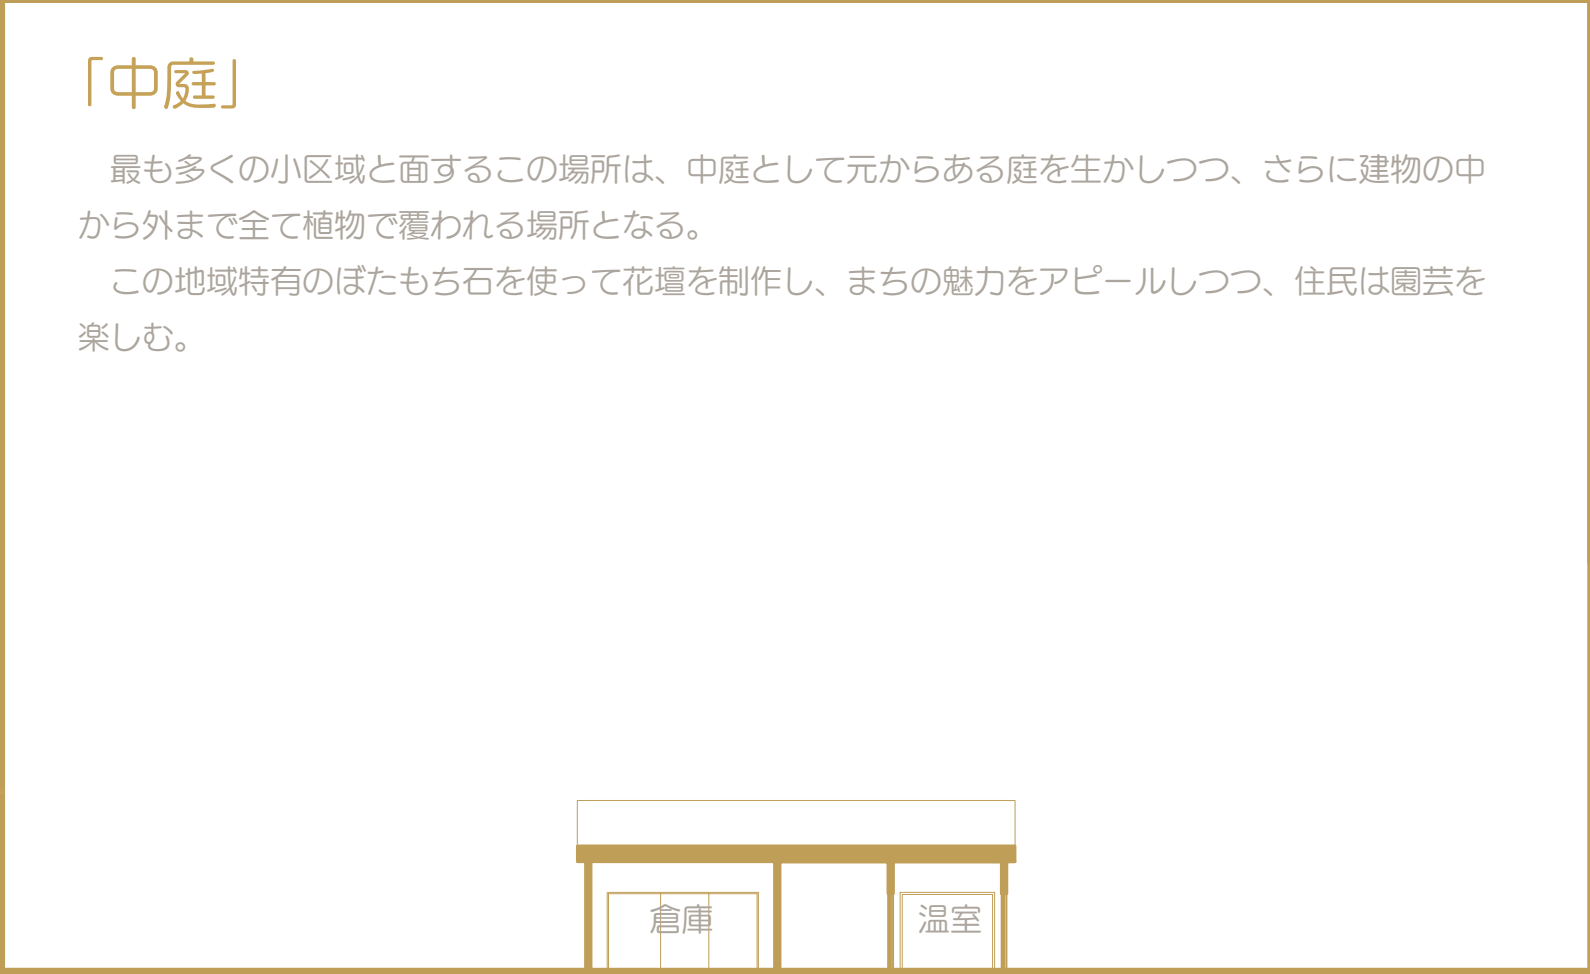 「中庭」
　最も多くの小区域と面するこの場所は、中庭として元からある庭を生かしつつ、さらに建物の中
から外まで全て植物で覆われる場所となる。
　この地域特有のぼたもち石を使って花壇を制作し、まちの魅力をアピールしつつ、住民は園芸を
楽しむ。
倉庫
温室